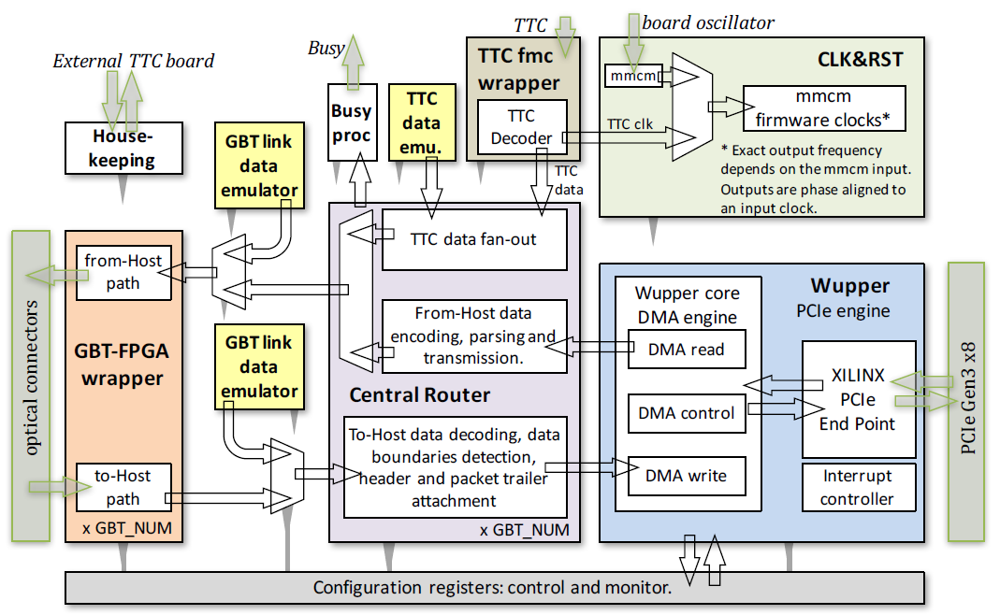 TTC
board oscillator
Busy
External TTC board
TTC fmc
wrapper
CLK&RST
mmcm
mmcm
firmware clocks*
Busy
proc
TTC
data
emu.
TTC
Decoder
TTC clk
House-
keeping
GBT link
data
emulator
* Exact output frequency
depends on the mmcm input.
Outputs are phase aligned to
an input clock.
TTC
data
TTC data fan-out
from-Host
path
Wupper
PCIe engine
Wupper core
DMA engine
From-Host data
encoding, parsing and
transmission.
DMA read
GBT link
data
emulator
GBT-FPGA
wrapper
optical connectors
Central Router
DMA control
XILINX
PCIe
End Point
PCIe Gen3 x8
To-Host data decoding, data
boundaries detection,
header and packet trailer
attachment
DMA write
Interrupt
controller
to-Host
path
x GBT_NUM
x GBT_NUM
Configuration registers: control and monitor.